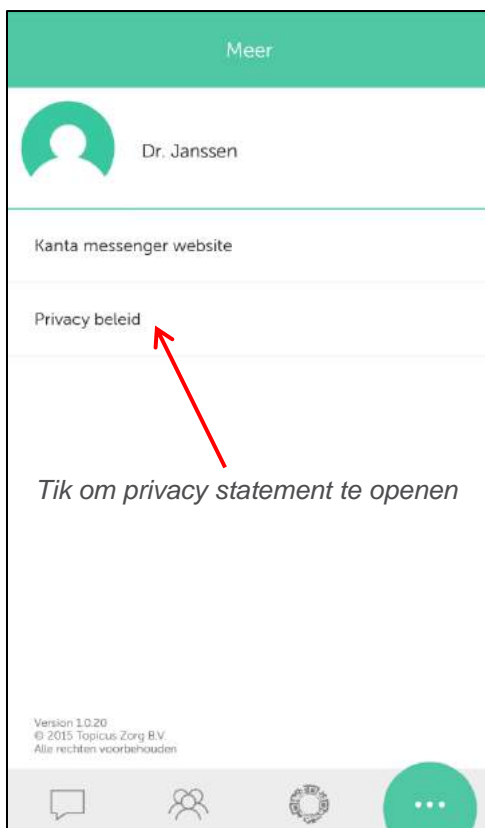 Meer
Dr. Janssen
Kanta messenger website
Privacy beleid
Tik om privacy statement te openen
Version 1.0.20
© 2015 Topicus Zorg B.V.
Alle rechten voorbehouden